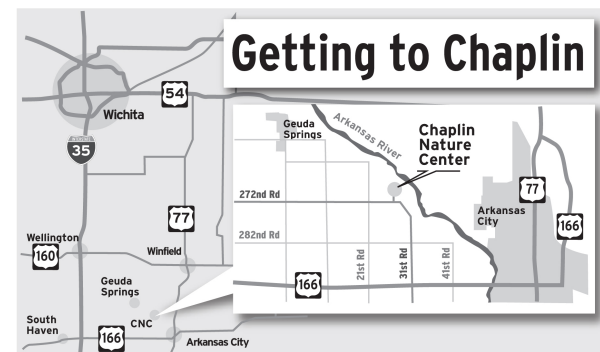 Getting to Chaplin
54
Wichita
35
77
Wellington
160
Winfield
Geuda
Springs
CNC
South
Haven
166
Arkansas City
Geuda
Springs
Arkansas River
Chaplin
Nature
Center
272nd Rd
282nd Rd
21st Rd
31st Rd
41st Rd
166
Arkansas
City
77
166